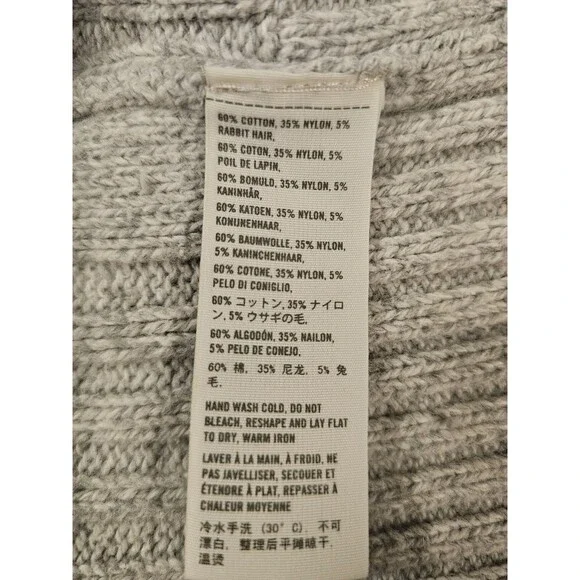 60% COTTON, 35% NYLON, 5%
RABBIT HAIR,
60% COTON, 35% NYLON, 5%
POIL DE LAPIN,
60% BOMULD, 35% NYLON, 5%
KANINHÅR,
60% KATOEN, 35% NYLON, 5%
KONIJNENHAAR,
60% BAUMWOLLE, 35% NYLON,
5% KANINCHENHAAR,
60% COTONE, 35% NYLON, 5%
PELO DI CONIGLIO,
60% コットン, 35% ナイロ
ン, 5% ウサギの毛,
60% ALGODÓN, 35% NAILON,
5% PELO DE CONEJO.
60% 棉, 35% 尼龙, 5% 兔
毛,
HAND WASH COLD, DO NOT
BLEACH, RESHAPE AND LAY FLAT
TO DRY, WARM IRON
LAVER À LA MAIN, À FROID, NE
PAS JAVELLISER, SECOUER ET
ÉTENDRE À PLAT, REPASSER À
CHALEUR MOYENNE
冷水手洗 (30° C), 不可
漂白, 整理后平摊晾干,
温烫